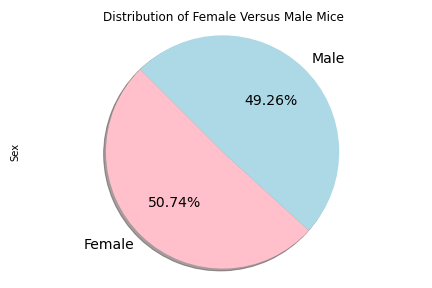 Distribution of Female Versus Male Mice
Male
49.26%
Sex
50.74%
Female